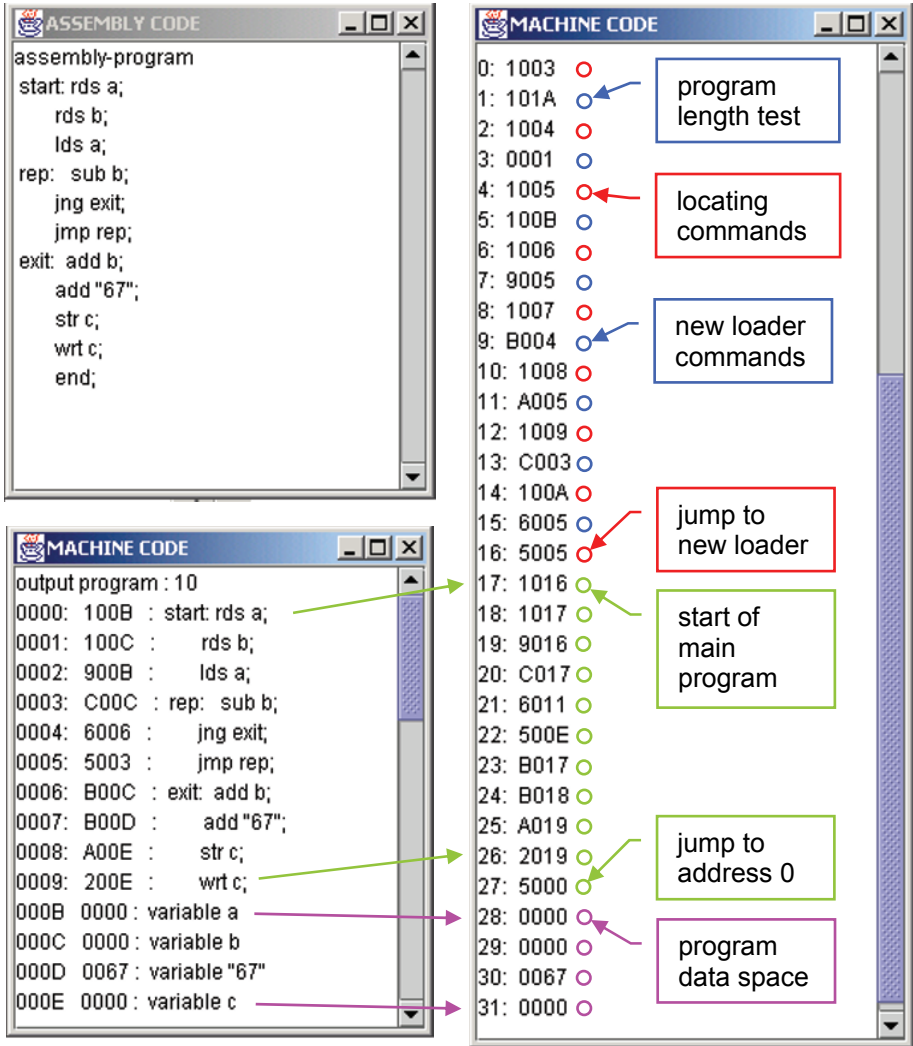 ASSEMBLY CODE
assembly-program
start: rds a;
rds b;
lds a;
rep: sub b;
jng exit;
jmp rep;
exit: add b;
add "67";
str c;
wrt c;
end;
MACHINE CODE
output program : 10
0000: 100B : start: rds a;
0001: 100C : rds b;
0002: 900B : lds a;
0003: C00C : rep: sub b;
0004: 6006 : jng exit;
0005: 5003 : jmp rep;
0006: B00C : exit: add b;
0007: B00D : add "67";
0008: A00E : str c;
0009: 200E : wrt c;
000B 0000 : variable a
000C 0000 : variable b
000D 0067 : variable "67"
000E 0000 : variable c
MACHINE CODE
0: 1003
1: 101A
2: 1004
3: 0001
4: 1005
5: 100B
6: 1006
7: 9005
8: 1007
9: B004
10: 1008
11: A005
12: 1009
13: C003
14: 100A
15: 6005
16: 5005
17: 1016
18: 1017
19: 9016
20: C017
21: 6011
22: 500E
23: B017
24: B018
25: A019
26: 2019
27: 5000
28: 0000
29: 0000
30: 0067
31: 0000
program
length test
locating
commands
new loader
commands
jump to
new loader
start of
main
program
jump to
address 0
program
data space